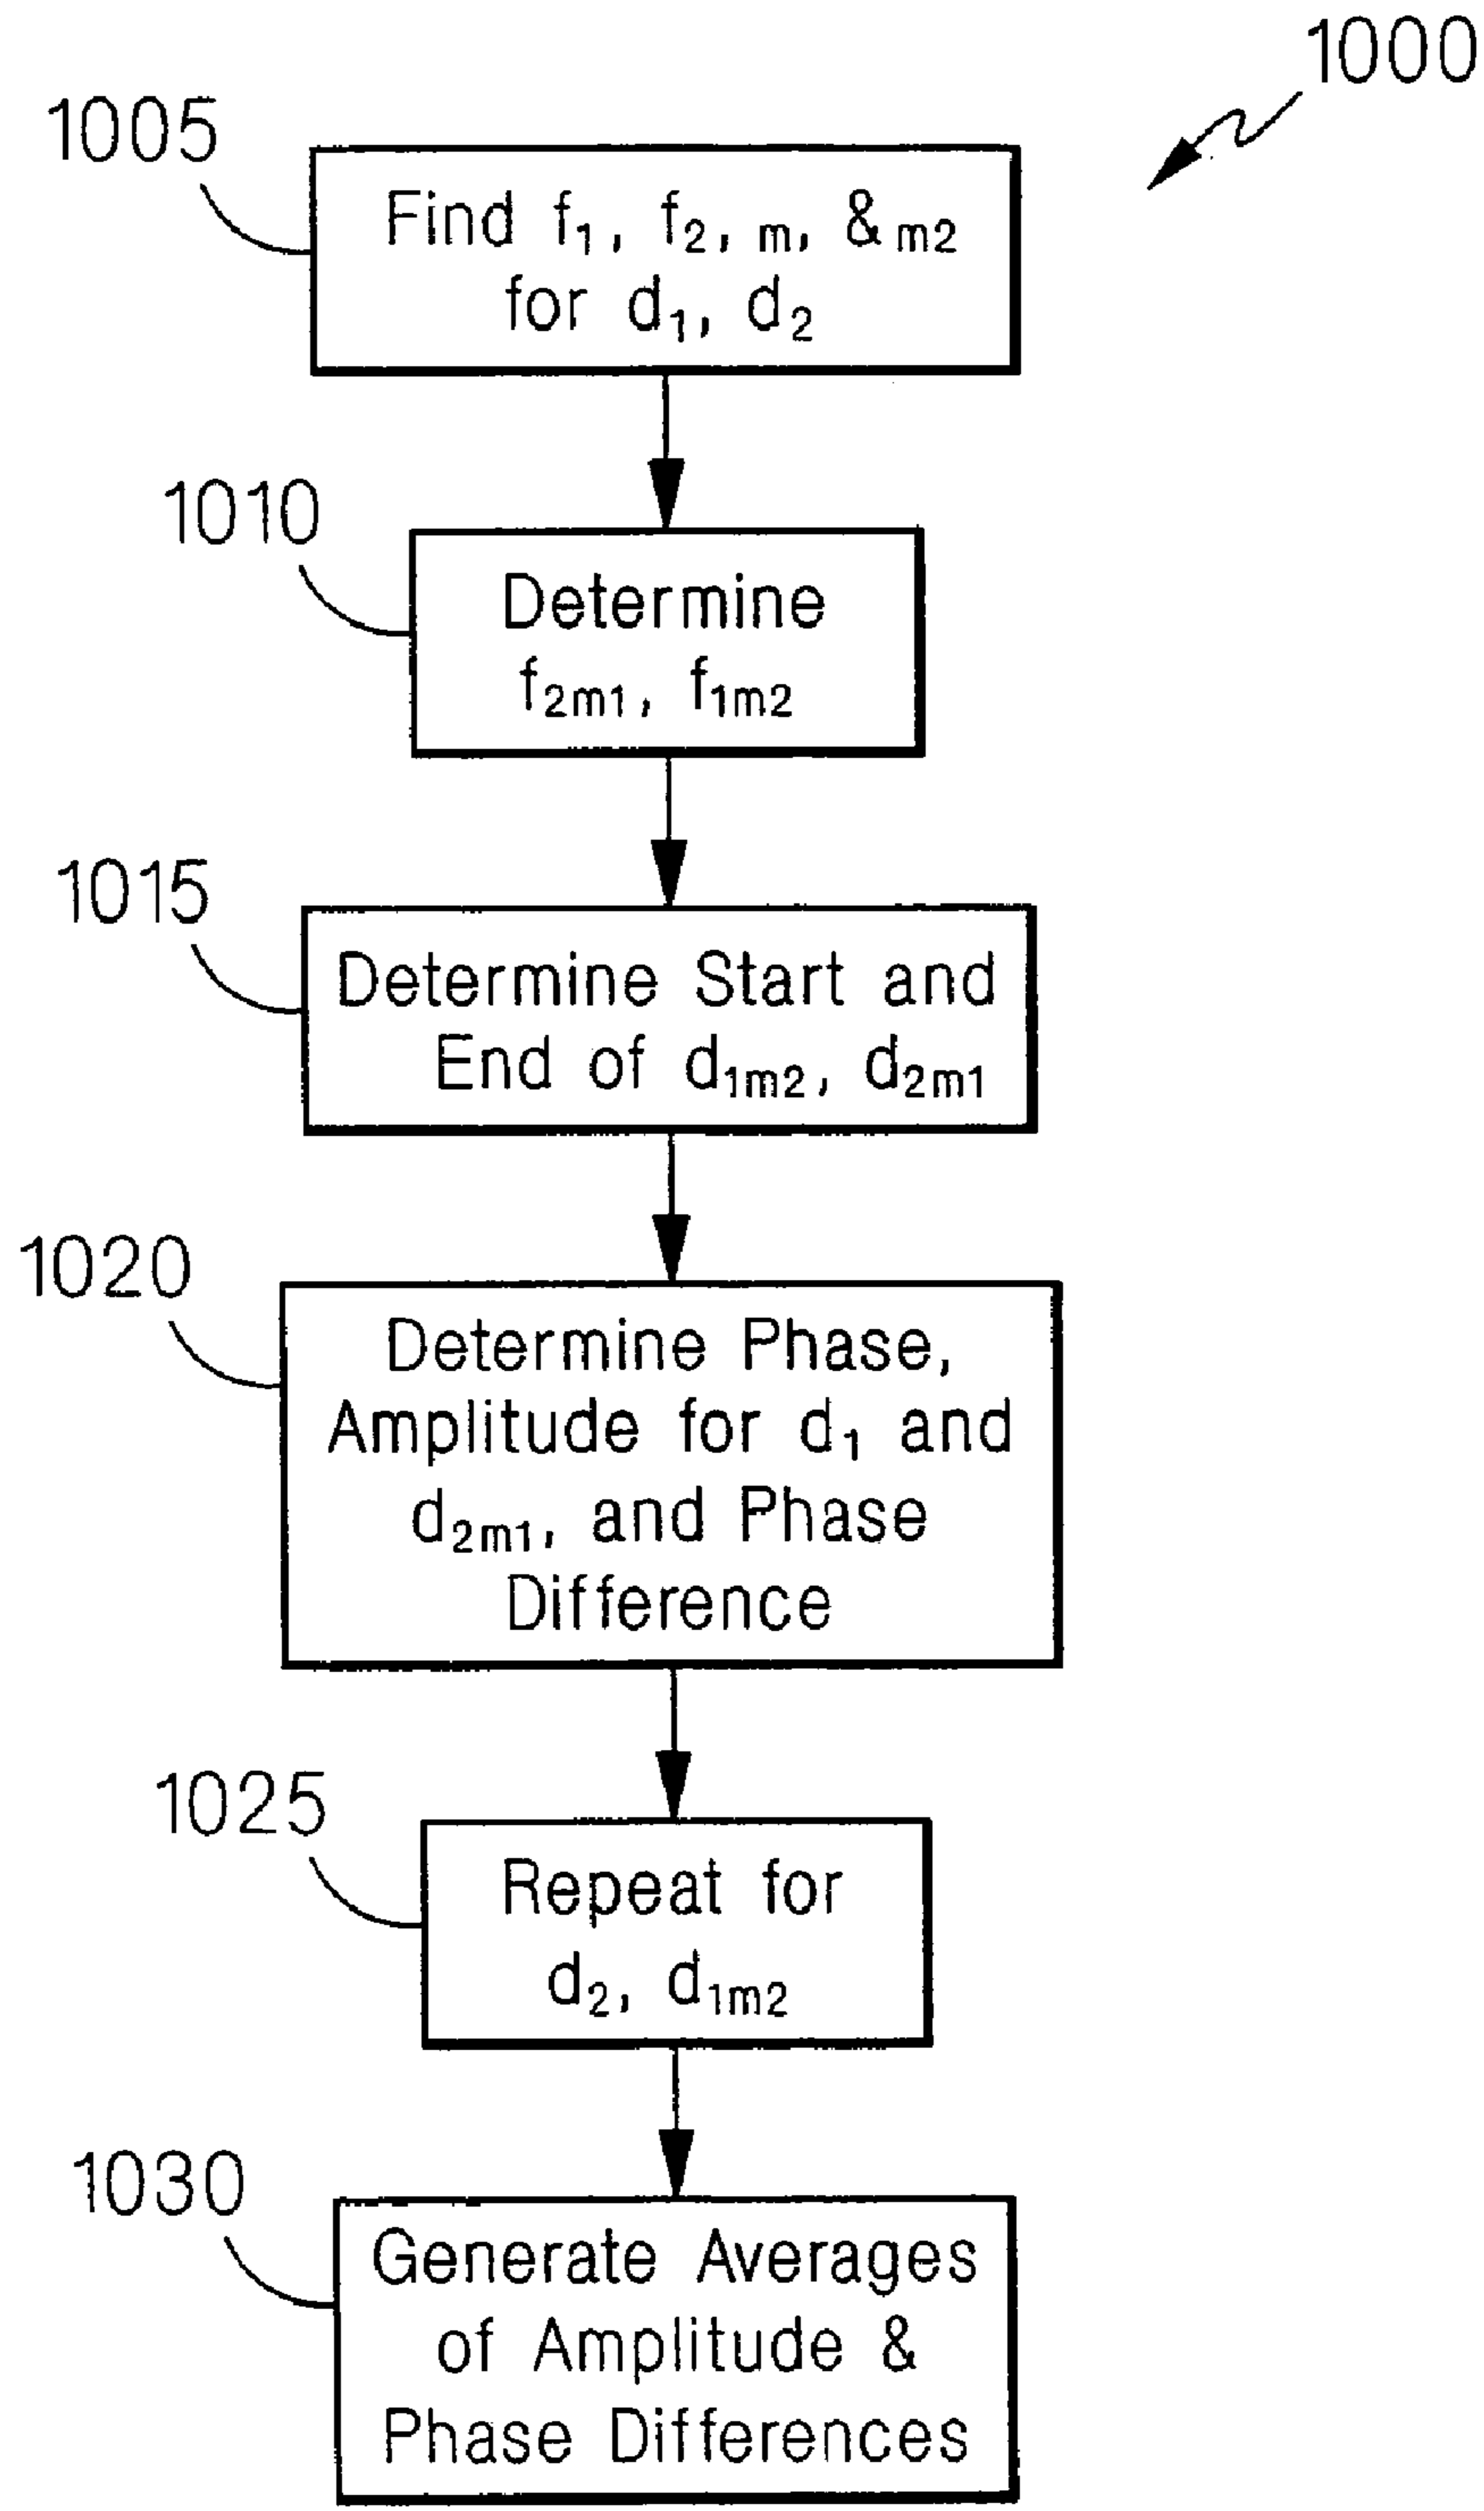 1000
1005
Find f₁, f₂, m, & m2
for d₁, d₂
1010
Determine
f₂ₘ₁, f₁ₘ₂
1015
Determine Start and
End of d₁ₘ₂, d₂ₘ₁
1020
Determine Phase,
Amplitude for d₁ and
d₂ₘ₁, and Phase
Difference
1025
Repeat for
d₂, d₁ₘ₂
1030
Generate Averages
of Amplitude &
Phase Differences